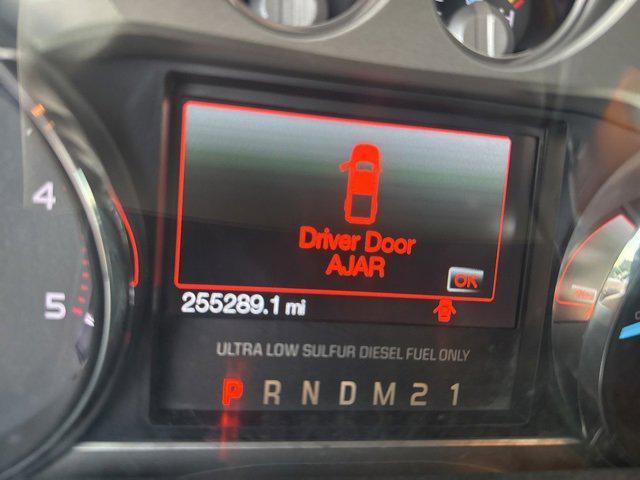 4
5
Driver Door
AJAR
OK
255289.1 mi
ULTRA LOW SULFUR DIESEL FUEL ONLY
P R N D M 2 1